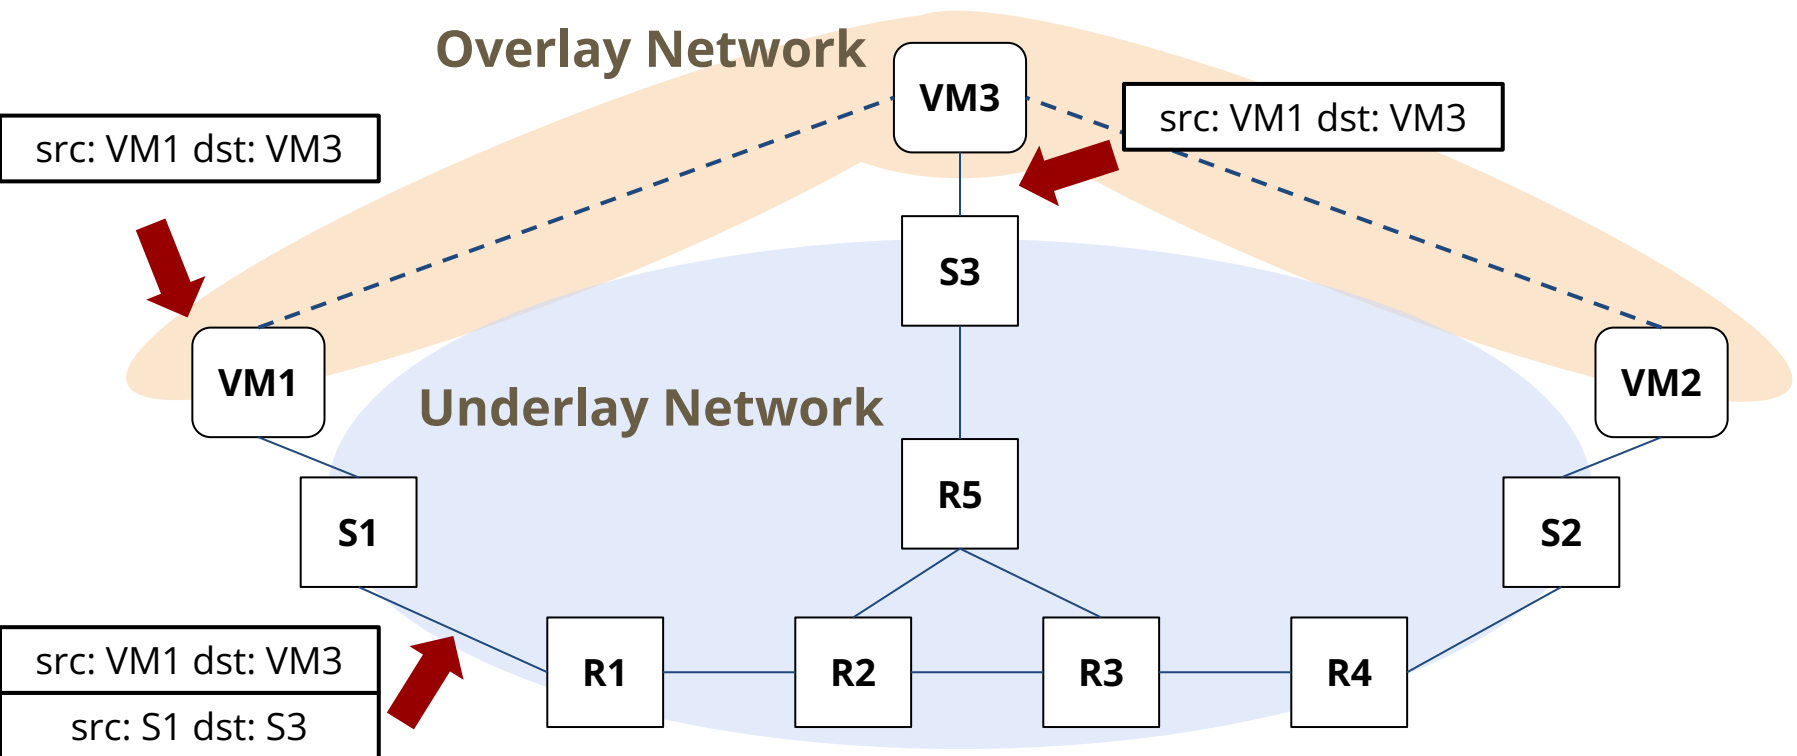 Overlay Network
VM3
src: VM1 dst: VM3
src: VM1 dst: VM3
S3
VM1
VM2
Underlay Network
R5
S1
S2
src: VM1 dst: VM3
src: S1 dst: S3
R1
R2
R3
R4